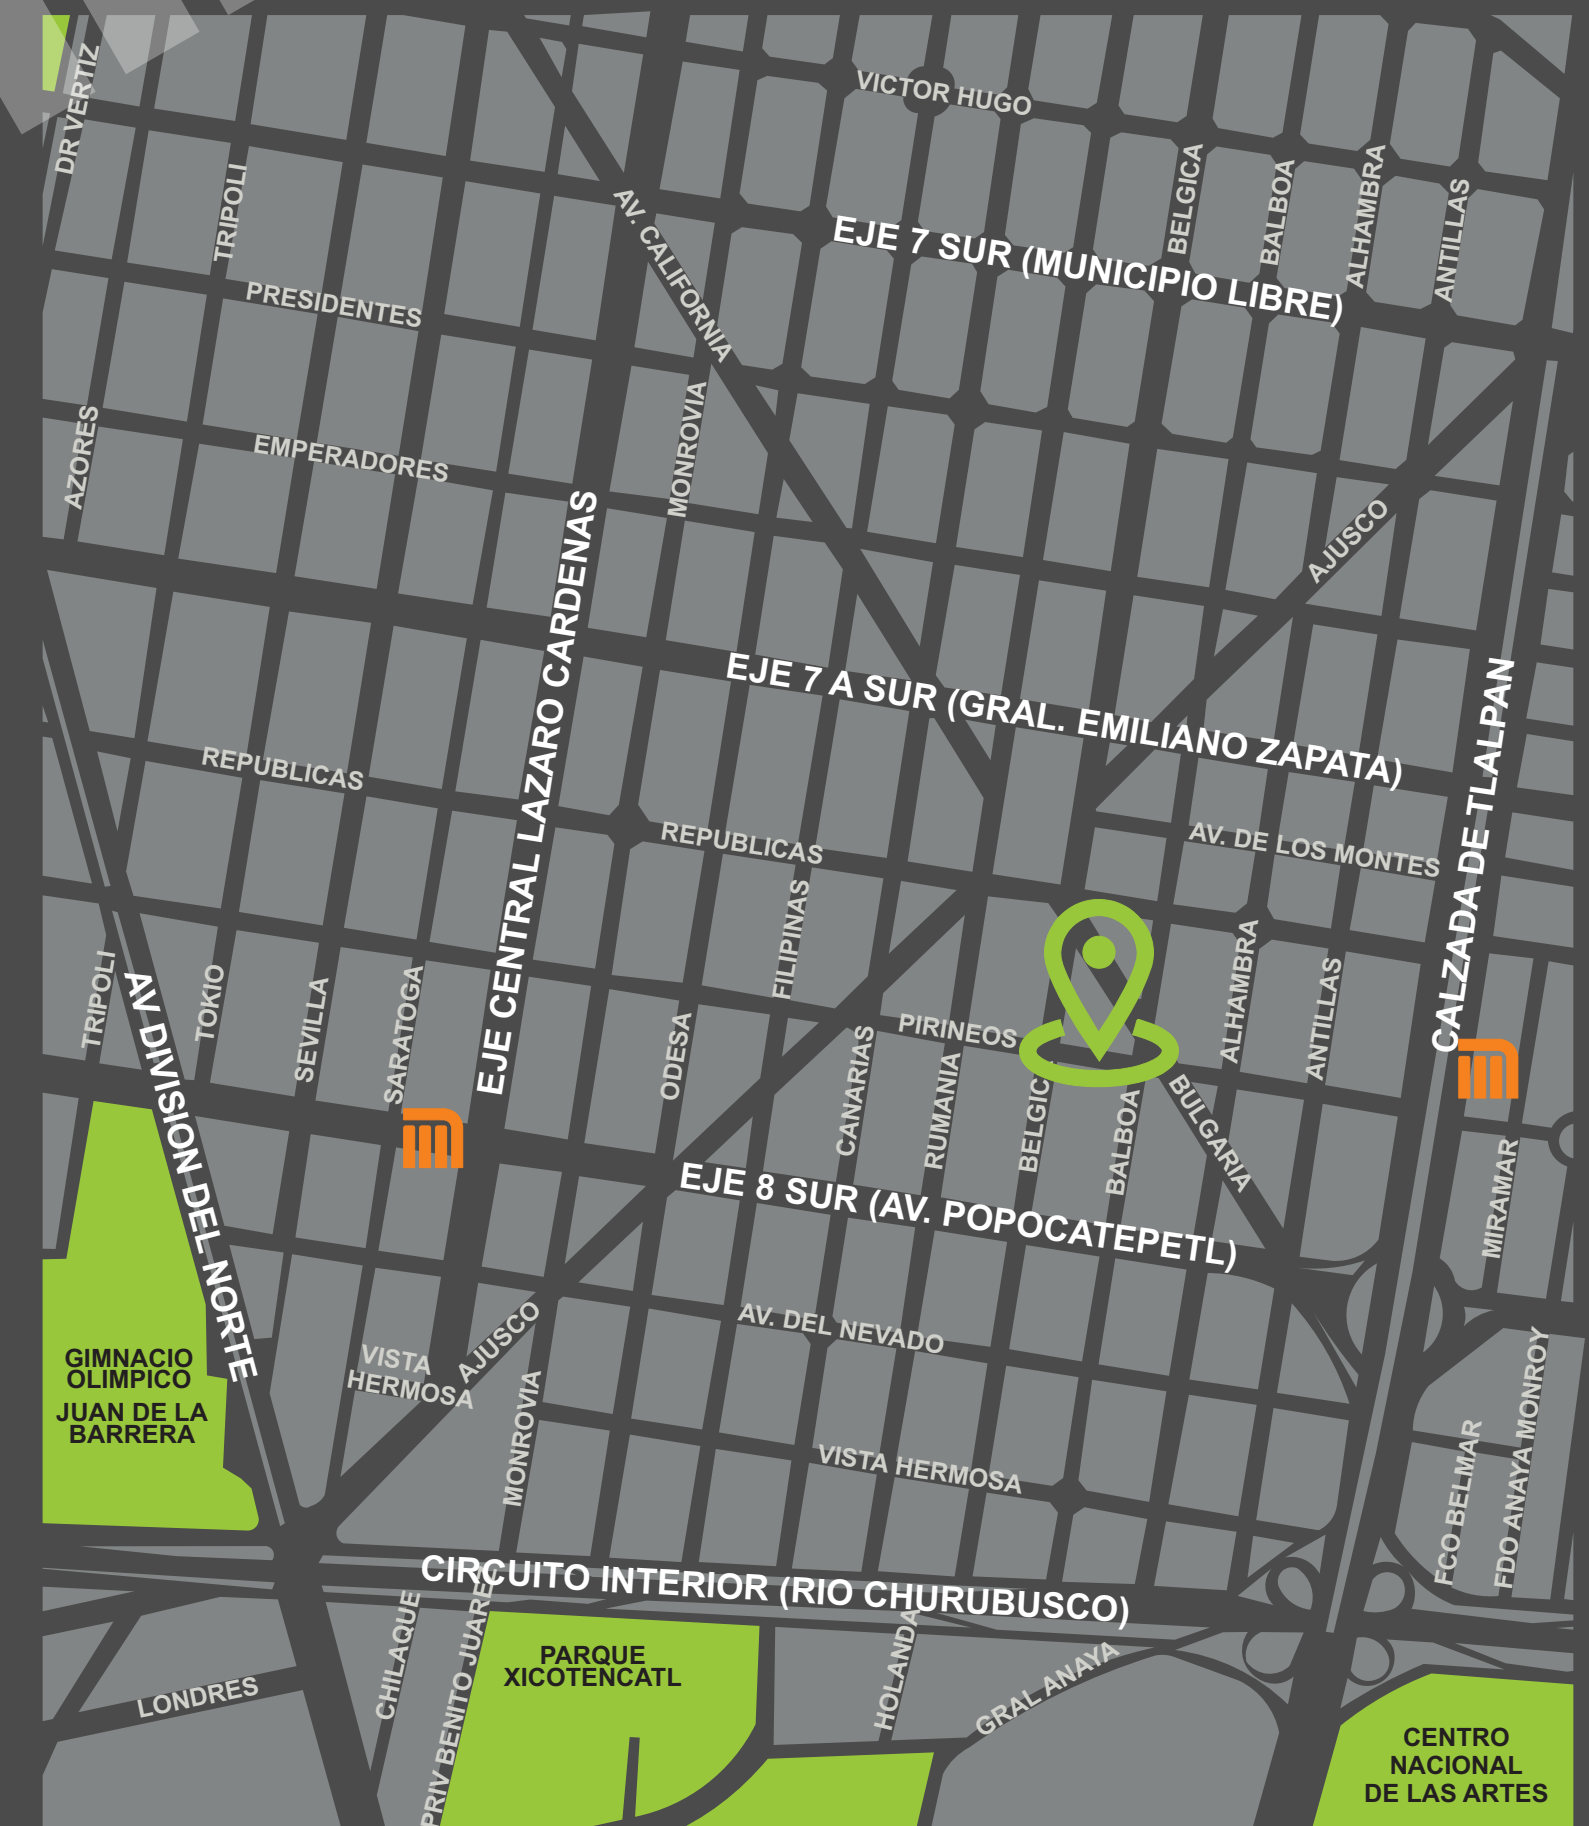 DR VERTIZ
VICTOR HUGO
TRIPOLI
BELGICA
BALBOA
ALHAMBRA
ANTILLAS
AV. CALIFORNIA
EJE 7 SUR (MUNICIPIO LIBRE)
PRESIDENTES
AZORES
EMPERADORES
MONROVIA
EJE CENTRAL LAZARO CARDENAS
AJUSCO
EJE 7 A SUR (GRAL. EMILIANO ZAPATA)
CALZADA DE TLALPAN
REPUBLICAS
REPUBLICAS
AV. DE LOS MONTES
FILIPINAS
TRIPOLI
AV DIVISION DEL NORTE
TOKIO
SEVILLA
SARATOGA
ODESA
CANARIAS
PIRINEOS
RUMANIA
BELGIC
BALBOA
BULGARIA
ALHAMBRA
ANTILLAS
MIRAMAR
EJE 8 SUR (AV. POPOCATEPETL)
AV. DEL NEVADO
GIMNACIO
OLIMPICO
JUAN DE LA
BARRERA
VISTA
HERMOSA
AJUSCO
MONROVIA
VISTA HERMOSA
FCO BELMAR
FDO ANAYA MONROY
CIRCUITO INTERIOR (RIO CHURUBUSCO)
CHILAQUE
PRIV BENITO JUAREZ
PARQUE
XICOTENCATL
LONDRES
HOLANDA
GRAL ANAYA
CENTRO
NACIONAL
DE LAS ARTES